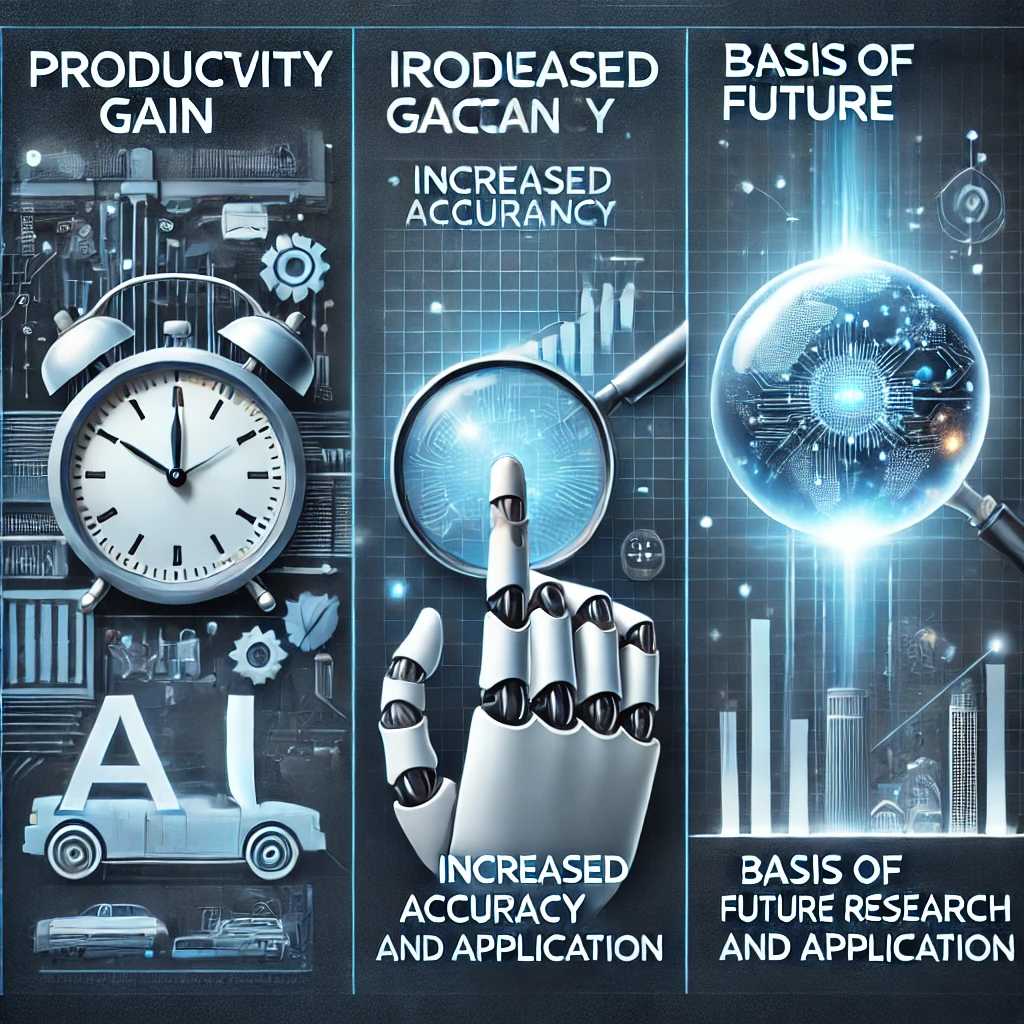 PRODUCVITY
GAIN
IRODUEASED
GACCAN Y
INCREASED
ACCURANCY
BASIS OF
FUTURE
AI
INCREASED
ACCURACY
AND APPLICATION
BASIS OF
FUTURE RESEARCH
AND APPLICATION